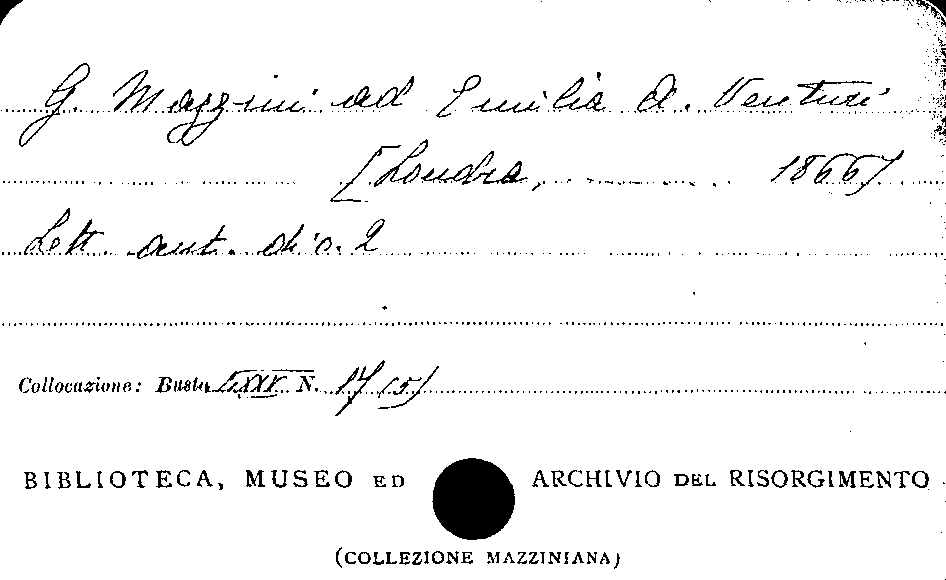 G. Mazzini ad Emilia A. Venturi
[Londra, ........... 1866]
Lett. aut. di c. 2
Collocazione: Busta LXXV N. 17 (5)
BIBLIOTECA, MUSEO ED ARCHIVIO DEL RISORGIMENTO
(COLLEZIONE MAZZINIANA)